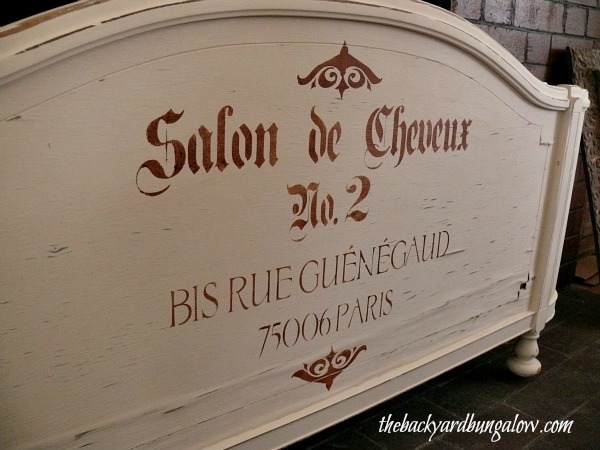 Salon de Cheveux
No. 2
BIS RUE GUÉNÉGAUD
75006 PARIS
thebackyardbungalow.com